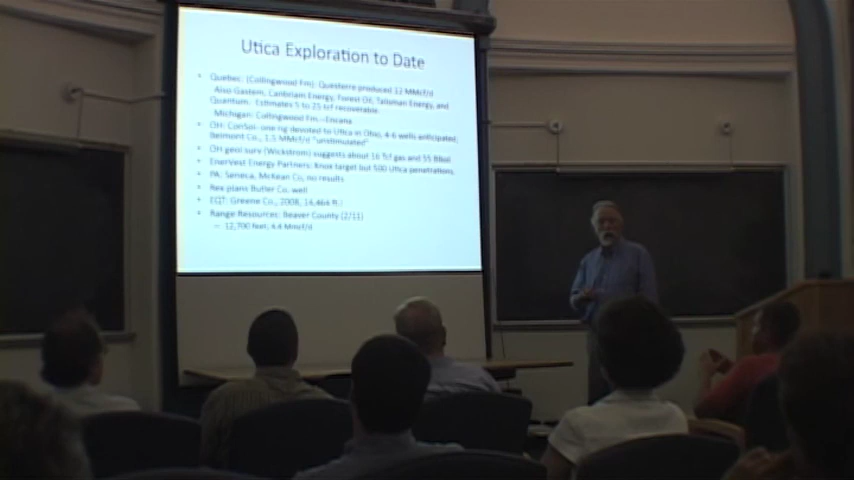 Utica Exploration to Date
• Quebec: (Collingwood Fm): Questerre produced 12 MMcf/d
Also Gastem, Canbriam Energy, Forest Oil, Talisman Energy, and
Quantum. Estimates 5 to 25 tcf recoverable
Michigan: Collingwood Fm.--Encana
• OH: ConSol- one rig devoted to Utica in Ohio, 4-6 wells anticipated;
Belmont Co., 1.5 MMcf/d "unstimulated"
• OH geol surv (Wickstrom) suggests about 16 Tcf gas and 55 BBoil
• EnerVest Energy Partners: Knox target but 500 Utica penetrations,
• PA: Seneca, McKean Co, no results
• Rex plans Butler Co. well
• EQT: Greene Co., 2008, 14,464 ft.
• Range Resources: Beaver County (2/11)
– 12,700 feet; 4.4 Mmcf/d